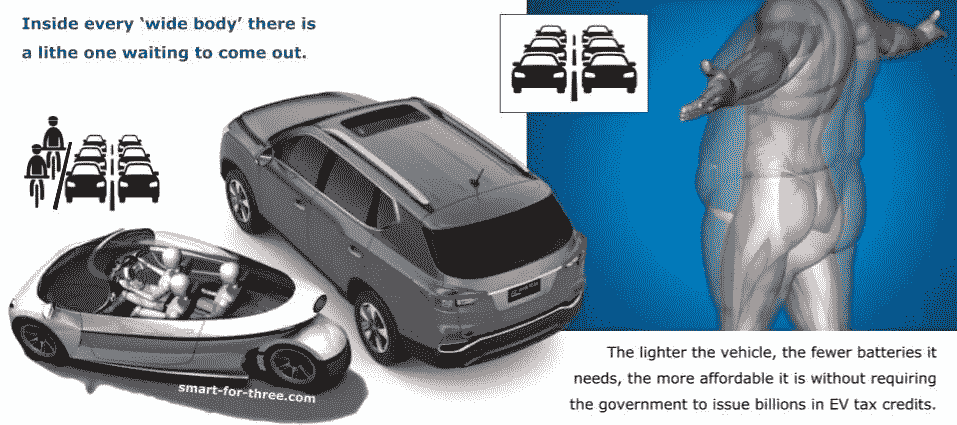 Inside every ‘wide body’ there is
a lithe one waiting to come out.
smart-for-three.com
The lighter the vehicle, the fewer batteries it
needs, the more affordable it is without requiring
the government to issue billions in EV tax credits.